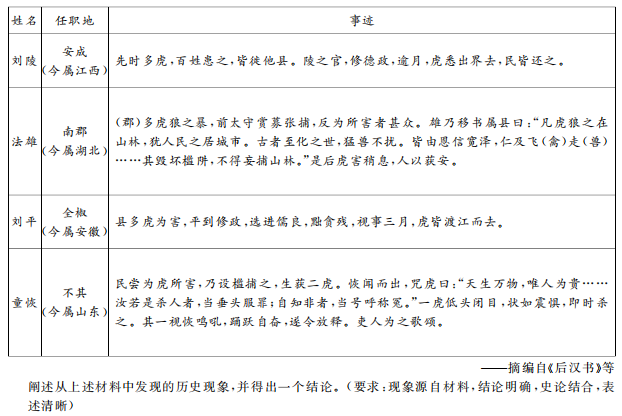 姓名 任职地 事迹
刘陵 安成(今属江西) 先时多虎,百姓患之,皆徙他县。陵之官,修德政,逾月,虎悉出界去,民皆还之。
法雄 南郡(今属湖北) (郡)多虎狼之暴,前太守赏募张捕,反为所害者甚众。雄乃移书属县曰:“凡虎狼之在
山林,犹人民之居城市。古者至化之世,猛兽不扰。皆由恩信宽泽,仁及飞(禽)走(兽)
……其毁坏槛阱,不得妄捕山林。”是后虎害稍息,人以获安。
刘平 全椒(今属安徽) 县多虎为害,平到修政,选进儒良,黜贪残,视事三月,虎皆渡江而去。
童恢 不其(今属山东) 民尝为虎所害,乃设槛捕之,生获二虎。恢闻而出,咒虎曰:“天生万物,唯人为贵……
汝若是杀人者,当垂头服罪;自知非者,当号呼称冤。”一虎低头闭目,状如震惧,即时杀
之。其一视恢鸣吼,踊跃自奋,遂令放释。吏人为之歌颂。
——摘编自《后汉书》等
阐述从上述材料中发现的历史现象,并得出一个结论。(要求:现象源自材料,结论明确,史论结合,表
述清晰)